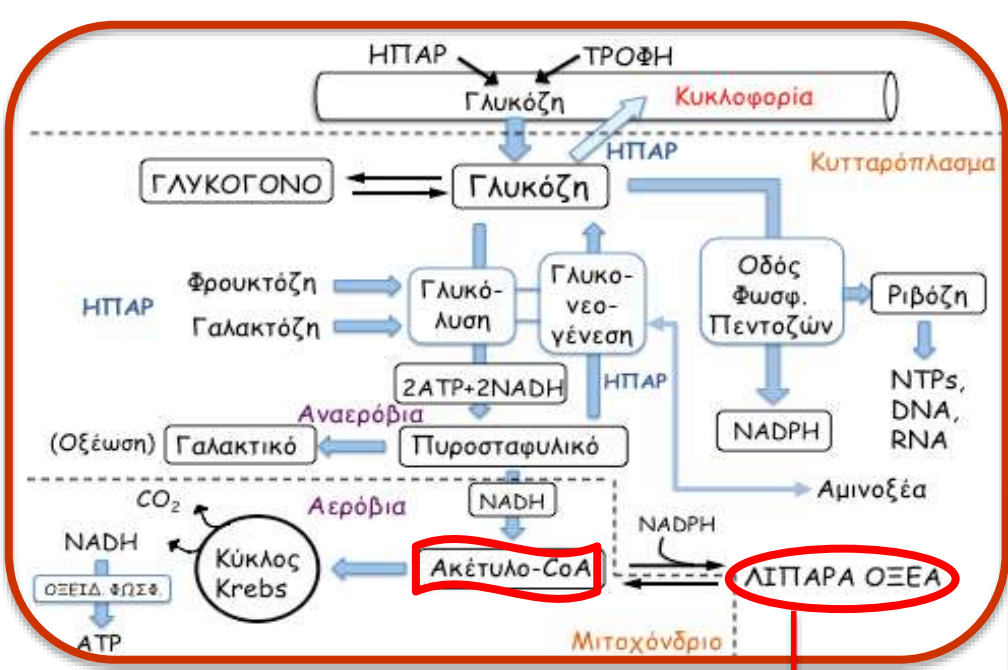 ΗΠΑΡ
ΤΡΟΦΗ
Γλυκόζη
Κυκλοφορία
ΗΠΑΡ
Κυτταρόπλασμα
ΓΛΥΚΟΓΟΝΟ
Γλυκόζη
Φρουκτόζη
Γαλακτόζη
ΗΠΑΡ
Γλυκό-
λυση
Γλυκο-
νεο-
γένεση
Οδός
Φωσφ.
Πεντοζών
Ριβόζη
2ATP+2NADH
ΗΠΑΡ
NTPs,
DNA,
RNA
NADPH
Αναερόβια
(Οξέωση)
Γαλακτικό
Πυροσταφυλικό
Αμινοξέα
CO2
Αερόβια
NADH
NADPH
NADH
Κύκλος
Krebs
Ακέτυλο-CoA
ΛΙΠΑΡΑ ΟΞΕΑ
ΟΞΕΙΔ. ΦΩΣΦ.
ATP
Μιτοχόνδριο